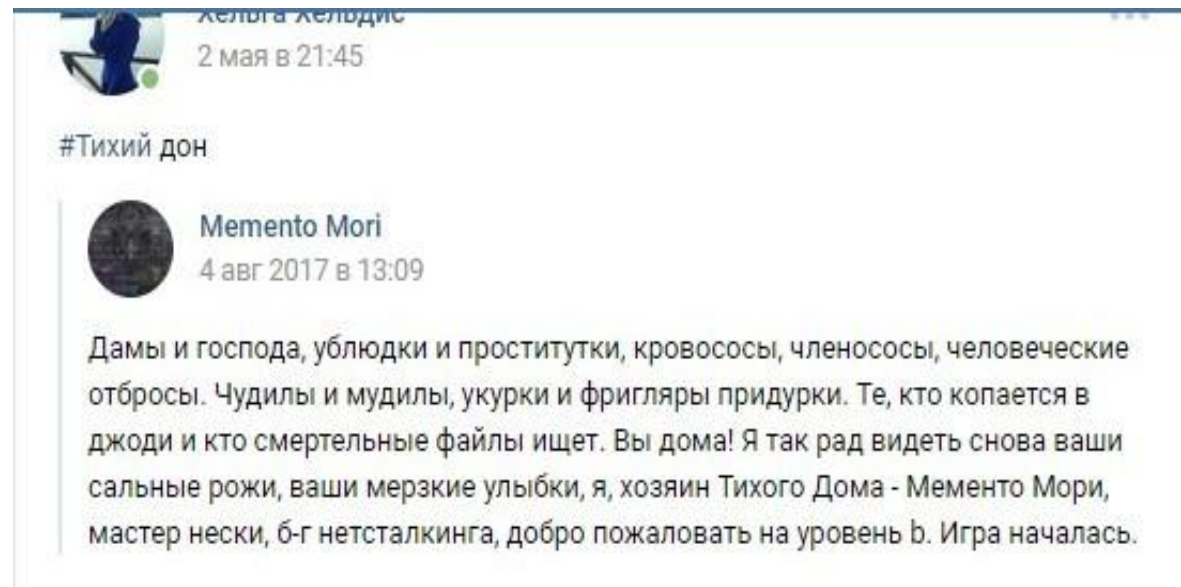 Хельга Хельдис
2 мая в 21:45
#Тихий дон
Memento Mori
4 авг 2017 в 13:09
Дамы и господа, ублюдки и проститутки, кровососы, членососы, человеческие
отбросы. Чудилы и мудилы, укурки и фригляры придурки. Те, кто копается в
джоди и кто смертельные файлы ищет. Вы дома! Я так рад видеть снова ваши
сальные рожи, ваши мерзкие улыбки, я, хозяин Тихого Дома - Мементо Мори,
мастер нески, б-г нетсталкинга, добро пожаловать на уровень b. Игра началась.